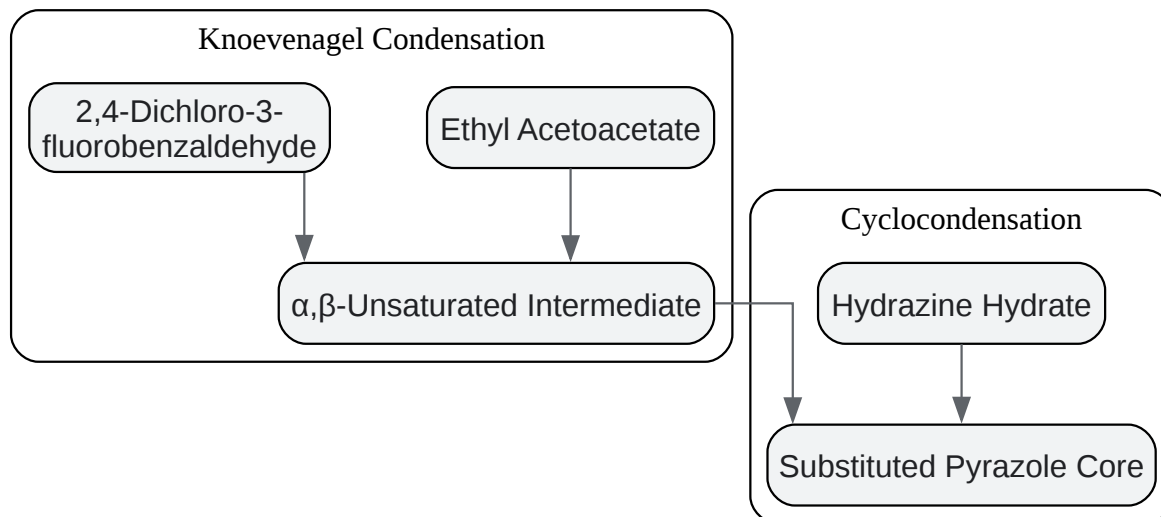 Knoevenagel Condensation
2,4-Dichloro-3-
fluorobenzaldehyde
Ethyl Acetoacetate
α,β-Unsaturated Intermediate
Cyclocondensation
Hydrazine Hydrate
Substituted Pyrazole Core